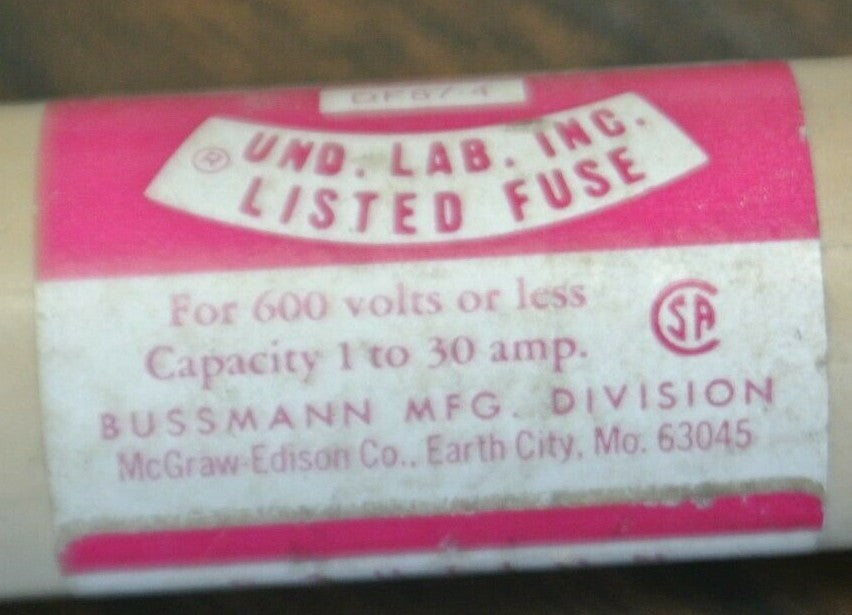 ® UND. LAB. INC.
LISTED FUSE
For 600 volts or less
Capacity 1 to 30 amp.
SA
BUSSMANN MFG. DIVISION
McGraw-Edison Co., Earth City, Mo. 63045